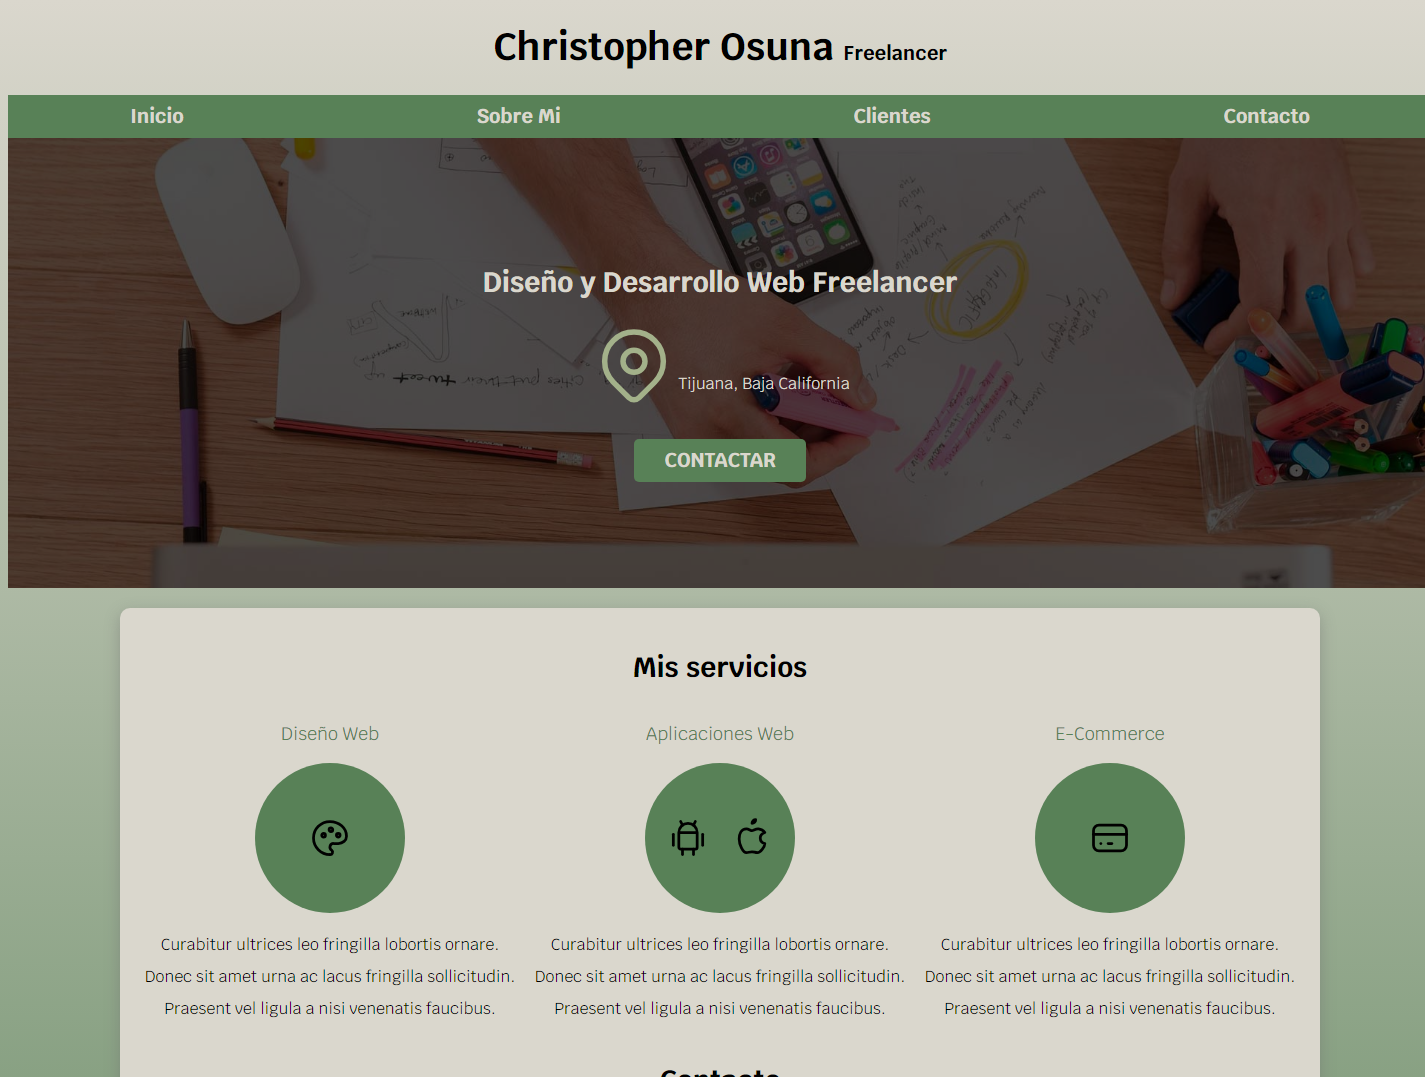 Christopher Osuna Freelancer
Inicio Sobre Mi Clientes Contacto
Diseño y Desarrollo Web Freelancer
Tijuana, Baja California
CONTACTAR
Mis servicios
Diseño Web Aplicaciones Web E-Commerce
Curabitur ultrices leo fringilla lobortis ornare. Curabitur ultrices leo fringilla lobortis ornare. Curabitur ultrices leo fringilla lobortis ornare.
Donec sit amet urna ac lacus fringilla sollicitudin. Donec sit amet urna ac lacus fringilla sollicitudin. Donec sit amet urna ac lacus fringilla sollicitudin.
Praesent vel ligula a nisi venenatis faucibus. Praesent vel ligula a nisi venenatis faucibus. Praesent vel ligula a nisi venenatis faucibus.
Contacto